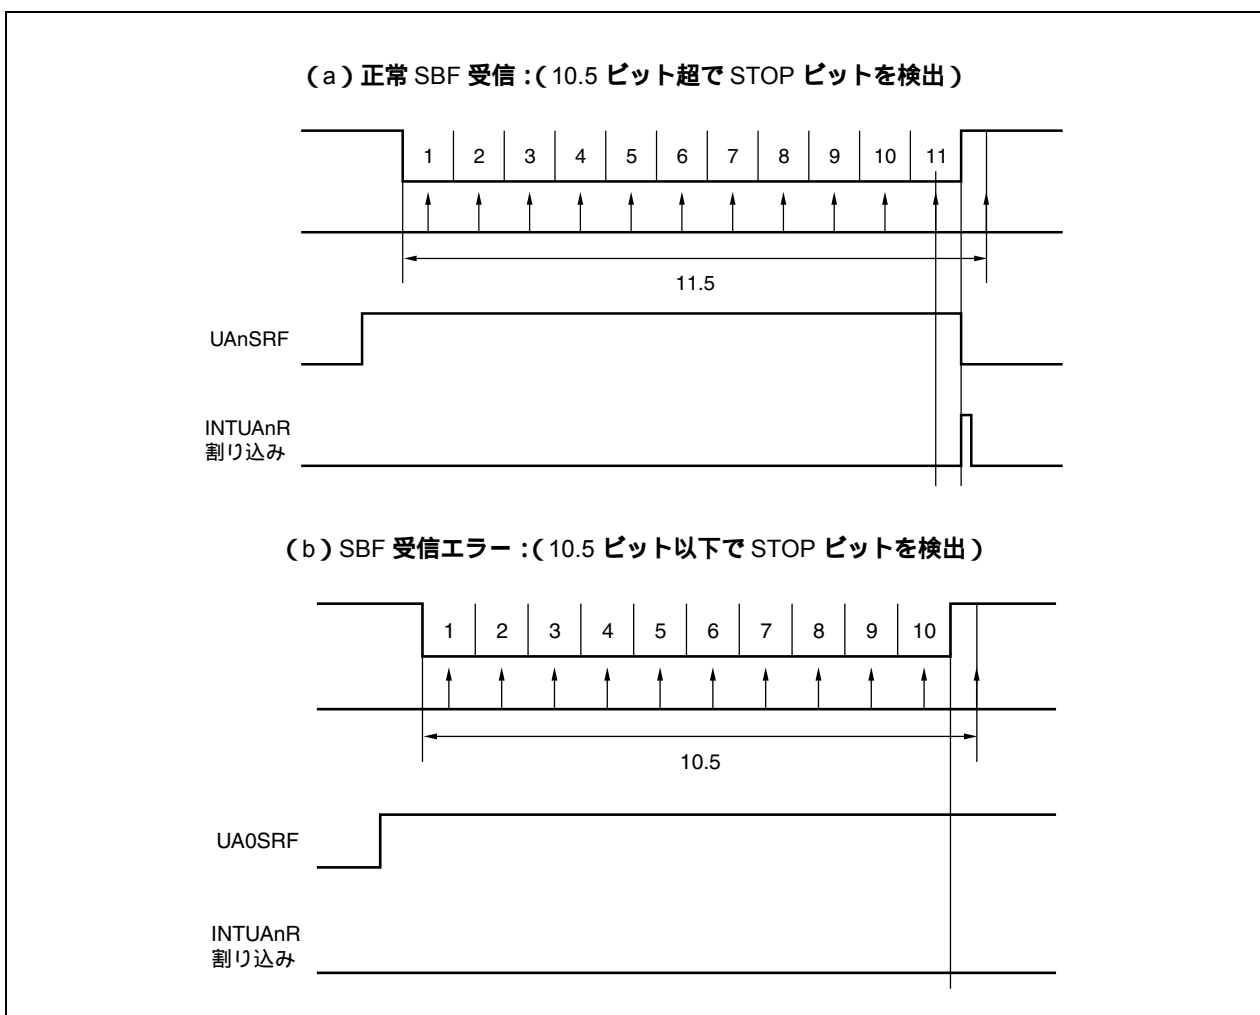 (a)正常 SBF 受信:(10.5 ビット超で STOP ビットを検出)
1 2 3 4 5 6 7 8 9 10 11
11.5
UAnSRF
INTUAnR
割り込み
(b)SBF 受信エラー:(10.5 ビット以下で STOP ビットを検出)
1 2 3 4 5 6 7 8 9 10
10.5
UA0SRF
INTUAnR
割り込み